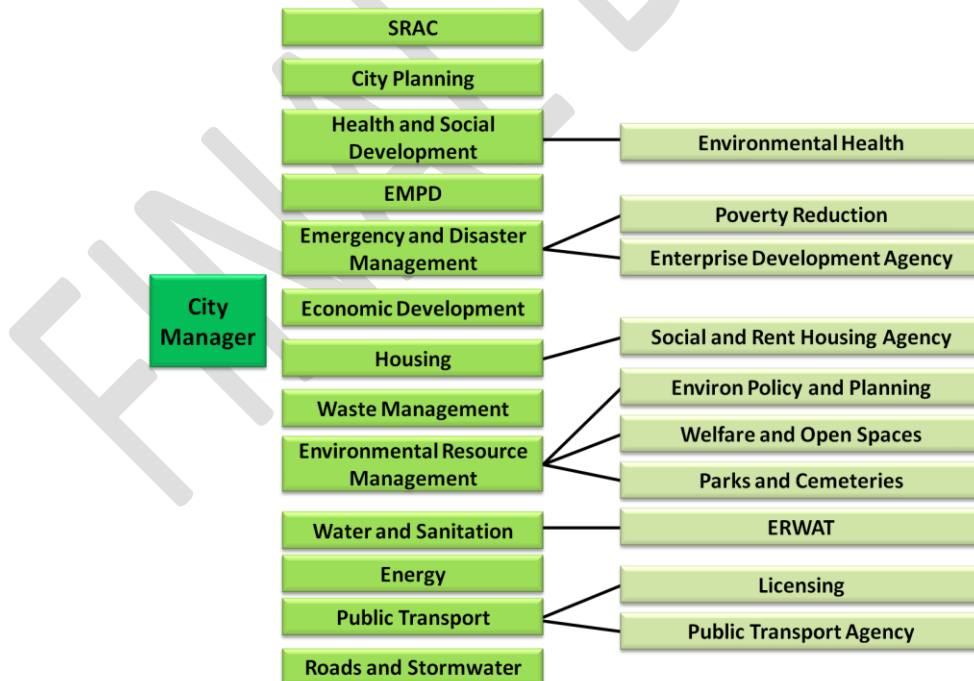 SRAC
City Planning
Health and Social
Development
Environmental Health
EMPD
Poverty Reduction
Emergency and Disaster
Management
Enterprise Development Agency
City
Manager
Economic Development
Social and Rent Housing Agency
Housing
Environ Policy and Planning
Waste Management
Welfare and Open Spaces
Environmental Resource
Management
Parks and Cemeteries
Water and Sanitation
ERWAT
Energy
Licensing
Public Transport
Public Transport Agency
Roads and Stormwater